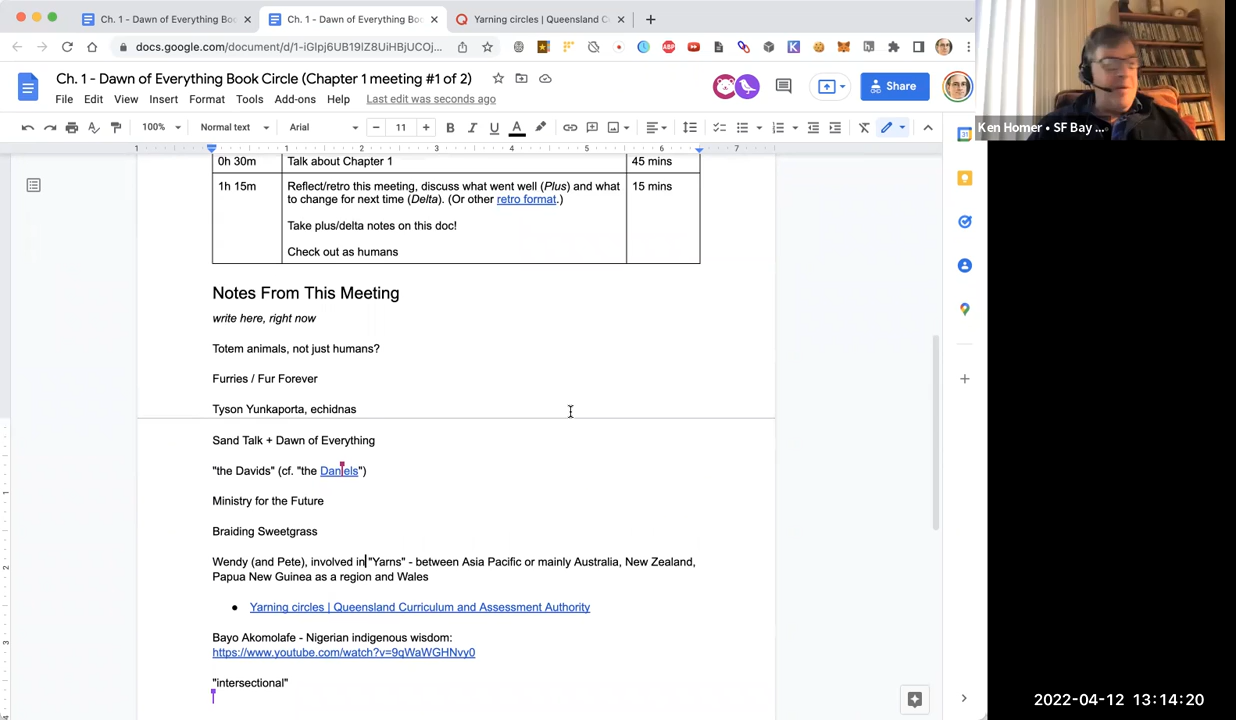 Ch. 1 - Dawn of Everything Boo
Ch. 1 - Dawn of Everything Boo
Yarning circles | Queensland C
docs.google.com/document/d/1-iGlpj6UB19IZ8UiHBjUCOj...
Ch. 1 - Dawn of Everything Book Circle (Chapter 1 meeting #1 of 2)
File Edit View Insert Format Tools Add-ons Help Last edit was seconds ago
Share
100% Normal text Arial 11
Ken Homer • SF Bay ...
1 1 2 3 4 5 6 7
0h 30m Talk about Chapter 1 45 mins
1h 15m Reflect/retro this meeting, discuss what went well (Plus) and what 15 mins
to change for next time (Delta). (Or other retro format.)
Take plus/delta notes on this doc!
Check out as humans
Notes From This Meeting
write here, right now
Totem animals, not just humans?
Furries / Fur Forever
Tyson Yunkaporta, echidnas
Sand Talk + Dawn of Everything
"the Davids" (cf. "the Daniels")
Ministry for the Future
Braiding Sweetgrass
Wendy (and Pete), involved in "Yarns" - between Asia Pacific or mainly Australia, New Zealand,
Papua New Guinea as a region and Wales
Yarning circles | Queensland Curriculum and Assessment Authority
Bayo Akomolafe - Nigerian indigenous wisdom:
https://www.youtube.com/watch?v=9qWaWGHNvy0
"intersectional"
2022-04-12 13:14:20